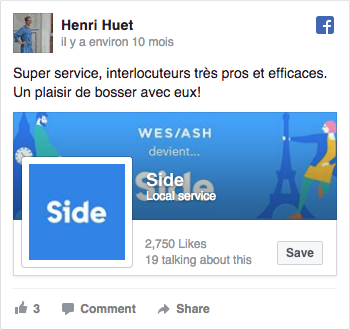 Henri Huet
il y a environ 10 mois
Super service, interlocuteurs très pros et efficaces.
Un plaisir de bosser avec eux!
WES/ASH
devient...
Side
Side
Local service
Side
2,750 Likes
19 talking about this
Save
3
Comment
Share